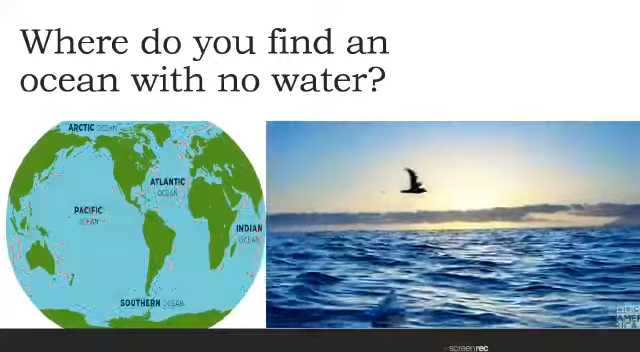 Where do you find an
ocean with no water?
ARCTIC OCEAN
ATLANTIC
OCEAN
PACIFIC
OCEAN
INDIAN
OCEAN
SOUTHERN OCEAN
screenrec